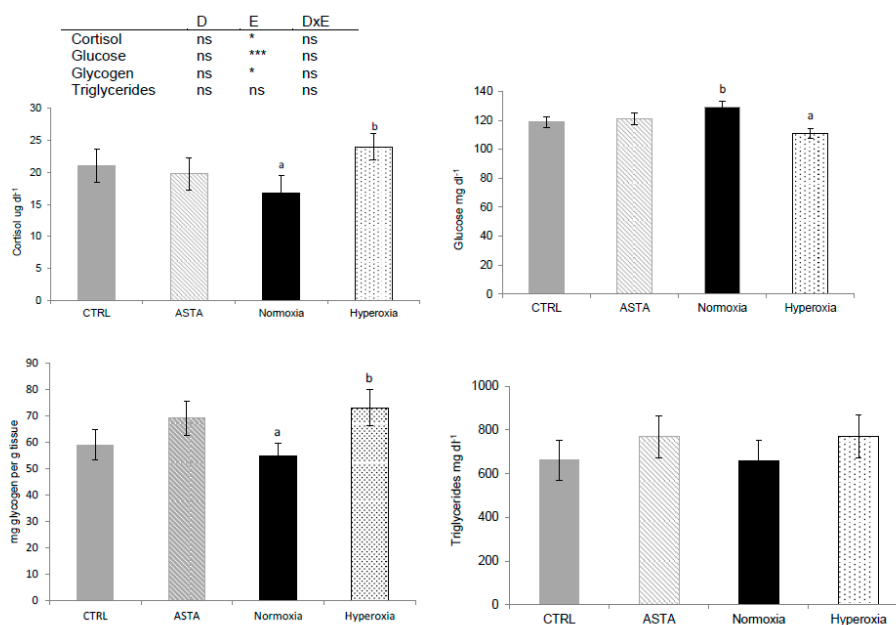 D E DxE
Cortisol ns * ns
Glucose ns *** ns
Glycogen ns * ns
Triglycerides ns ns ns
30
25
20
15
10
5
0
Cortisol ug dl-1
a
b
CTRL ASTA Normoxia Hyperoxia
140
120
100
80
60
40
20
0
Glucose mg dl-1
b
a
CTRL ASTA Normoxia Hyperoxia
90
80
70
60
50
40
30
20
10
0
mg glycogen per g tissue
a
b
CTRL ASTA Normoxia Hyperoxia
1000
800
600
400
200
0
Triglycerides mg dl-1
CTRL ASTA Normoxia Hyperoxia